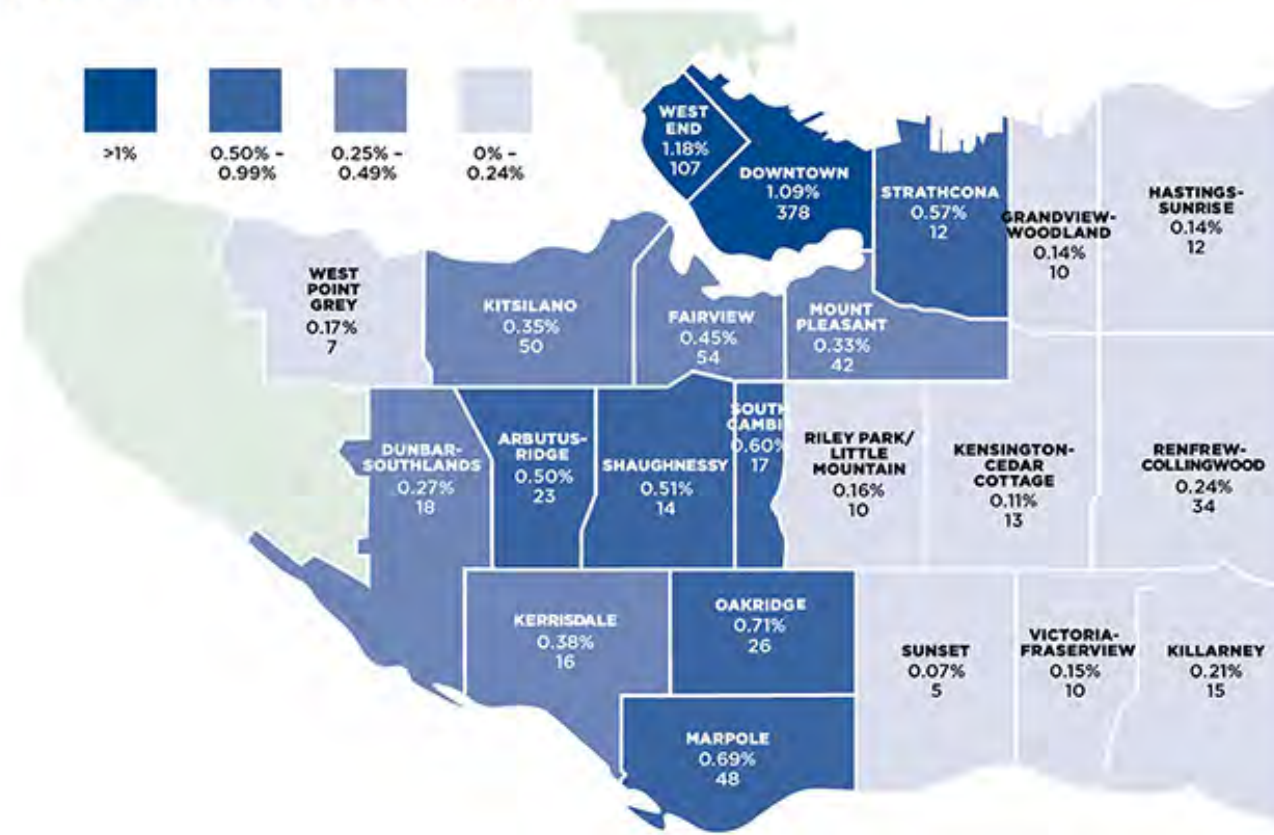 >1%
0.50% -
0.99%
0.25% -
0.49%
0% -
0.24%
WEST
END
1.18%
107
DOWNTOWN
1.09%
378
STRATHCONA
0.57%
12
GRANDVIEW-
WOODLAND
0.14%
10
HASTINGS-
SUNRISE
0.14%
12
WEST
POINT
GREY
0.17%
7
KITSILANO
0.35%
50
FAIRVIEW
0.45%
54
MOUNT
PLEASANT
0.33%
42
DUNBAR-
SOUTHLANDS
0.27%
18
ARBUTUS-
RIDGE
0.50%
23
SHAUGHNESSY
0.51%
14
SOUTH
CAMBIE
0.60%
17
RILEY PARK/
LITTLE
MOUNTAIN
0.16%
10
KENSINGTON-
CEDAR
COTTAGE
0.11%
13
RENFREW-
COLLINGWOOD
0.24%
34
KERRISDALE
0.38%
16
OAKRIDGE
0.71%
26
SUNSET
0.07%
5
VICTORIA-
FRASERVIEW
0.15%
10
KILLARNEY
0.21%
15
MARPOLE
0.69%
48